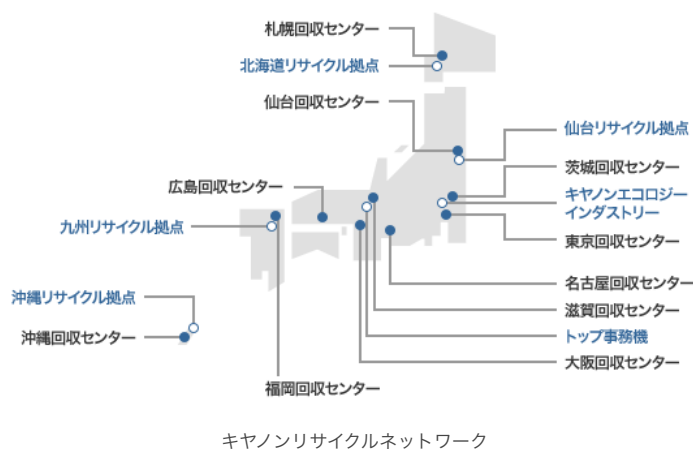 札幌回収センター
北海道リサイクル拠点
仙台回収センター
仙台リサイクル拠点
茨城回収センター
広島回収センター
キヤノンエコロジー
インダストリー
九州リサイクル拠点
東京回収センター
名古屋回収センター
沖縄リサイクル拠点
滋賀回収センター
沖縄回収センター
トップ事務機
大阪回収センター
福岡回収センター
キヤノンリサイクルネットワーク